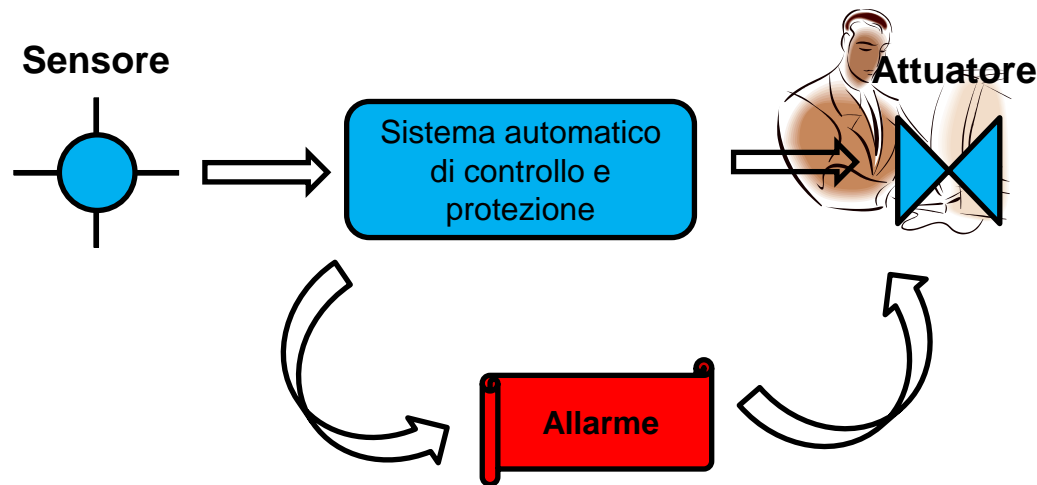 Sensore
Attuatore
Sistema automatico
di controllo e
protezione
Allarme